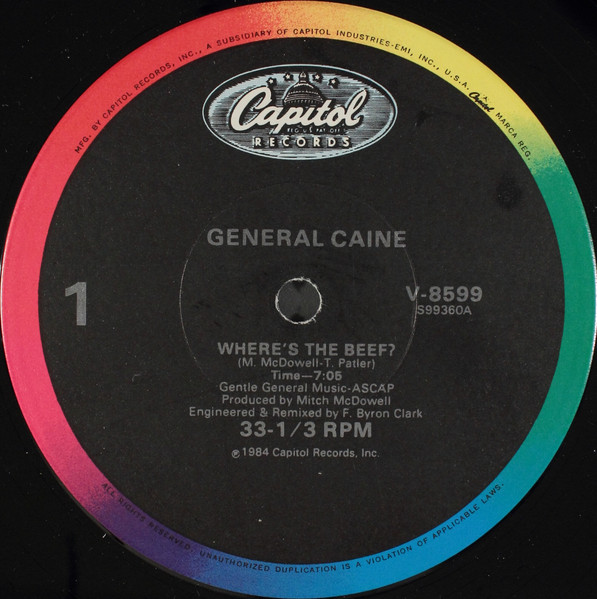 MFG. BY CAPITOL RECORDS, INC., A SUBSIDIARY OF CAPITOL INDUSTRIES-EMI, INC., U.S.A. Capitol MARCA REG.
Capitol
REG. U.S. PAT. OFF.
RECORDS
GENERAL CAINE
1
V-8599
S99360A
WHERE'S THE BEEF?
(M. McDowell-T. Patler)
Time—7:05
Gentle General Music-ASCAP
Produced by Mitch McDowell
Engineered & Remixed by F. Byron Clark
33-1/3 RPM
℗1984 Capitol Records, Inc.
ALL RIGHTS RESERVED. UNAUTHORIZED DUPLICATION IS A VIOLATION OF APPLICABLE LAWS.